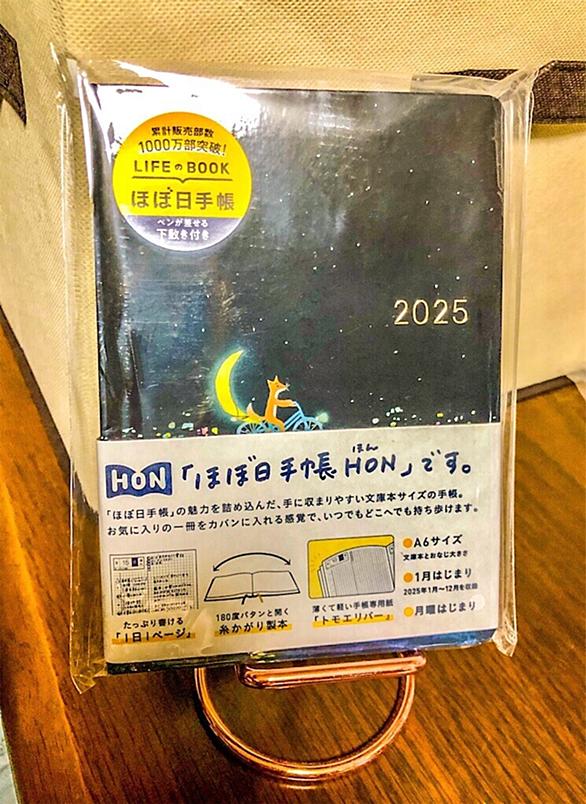 累計販売部数
1000万部突破!
LIFEのBOOK
ほぼ日手帳
ペンが差せる
下敷き付き
2025
HON「ほぼ日手帳HON」です。
ほん
「ほぼ日手帳」の魅力を詰め込んだ、手に収まりやすい文庫本サイズの手帳。
お気に入りの一冊をカバンに入れる感覚で、いつでもどこへでも持ち歩けます。
たっぷり書ける
「1日1ページ」
180度パタンと開く
糸かがり製本
薄くて軽い手帳専用紙
「トモエリバー」
A6サイズ
文庫本とおなじ大きさ
1月はじまり
2025年1月〜12月を収録
月曜はじまり